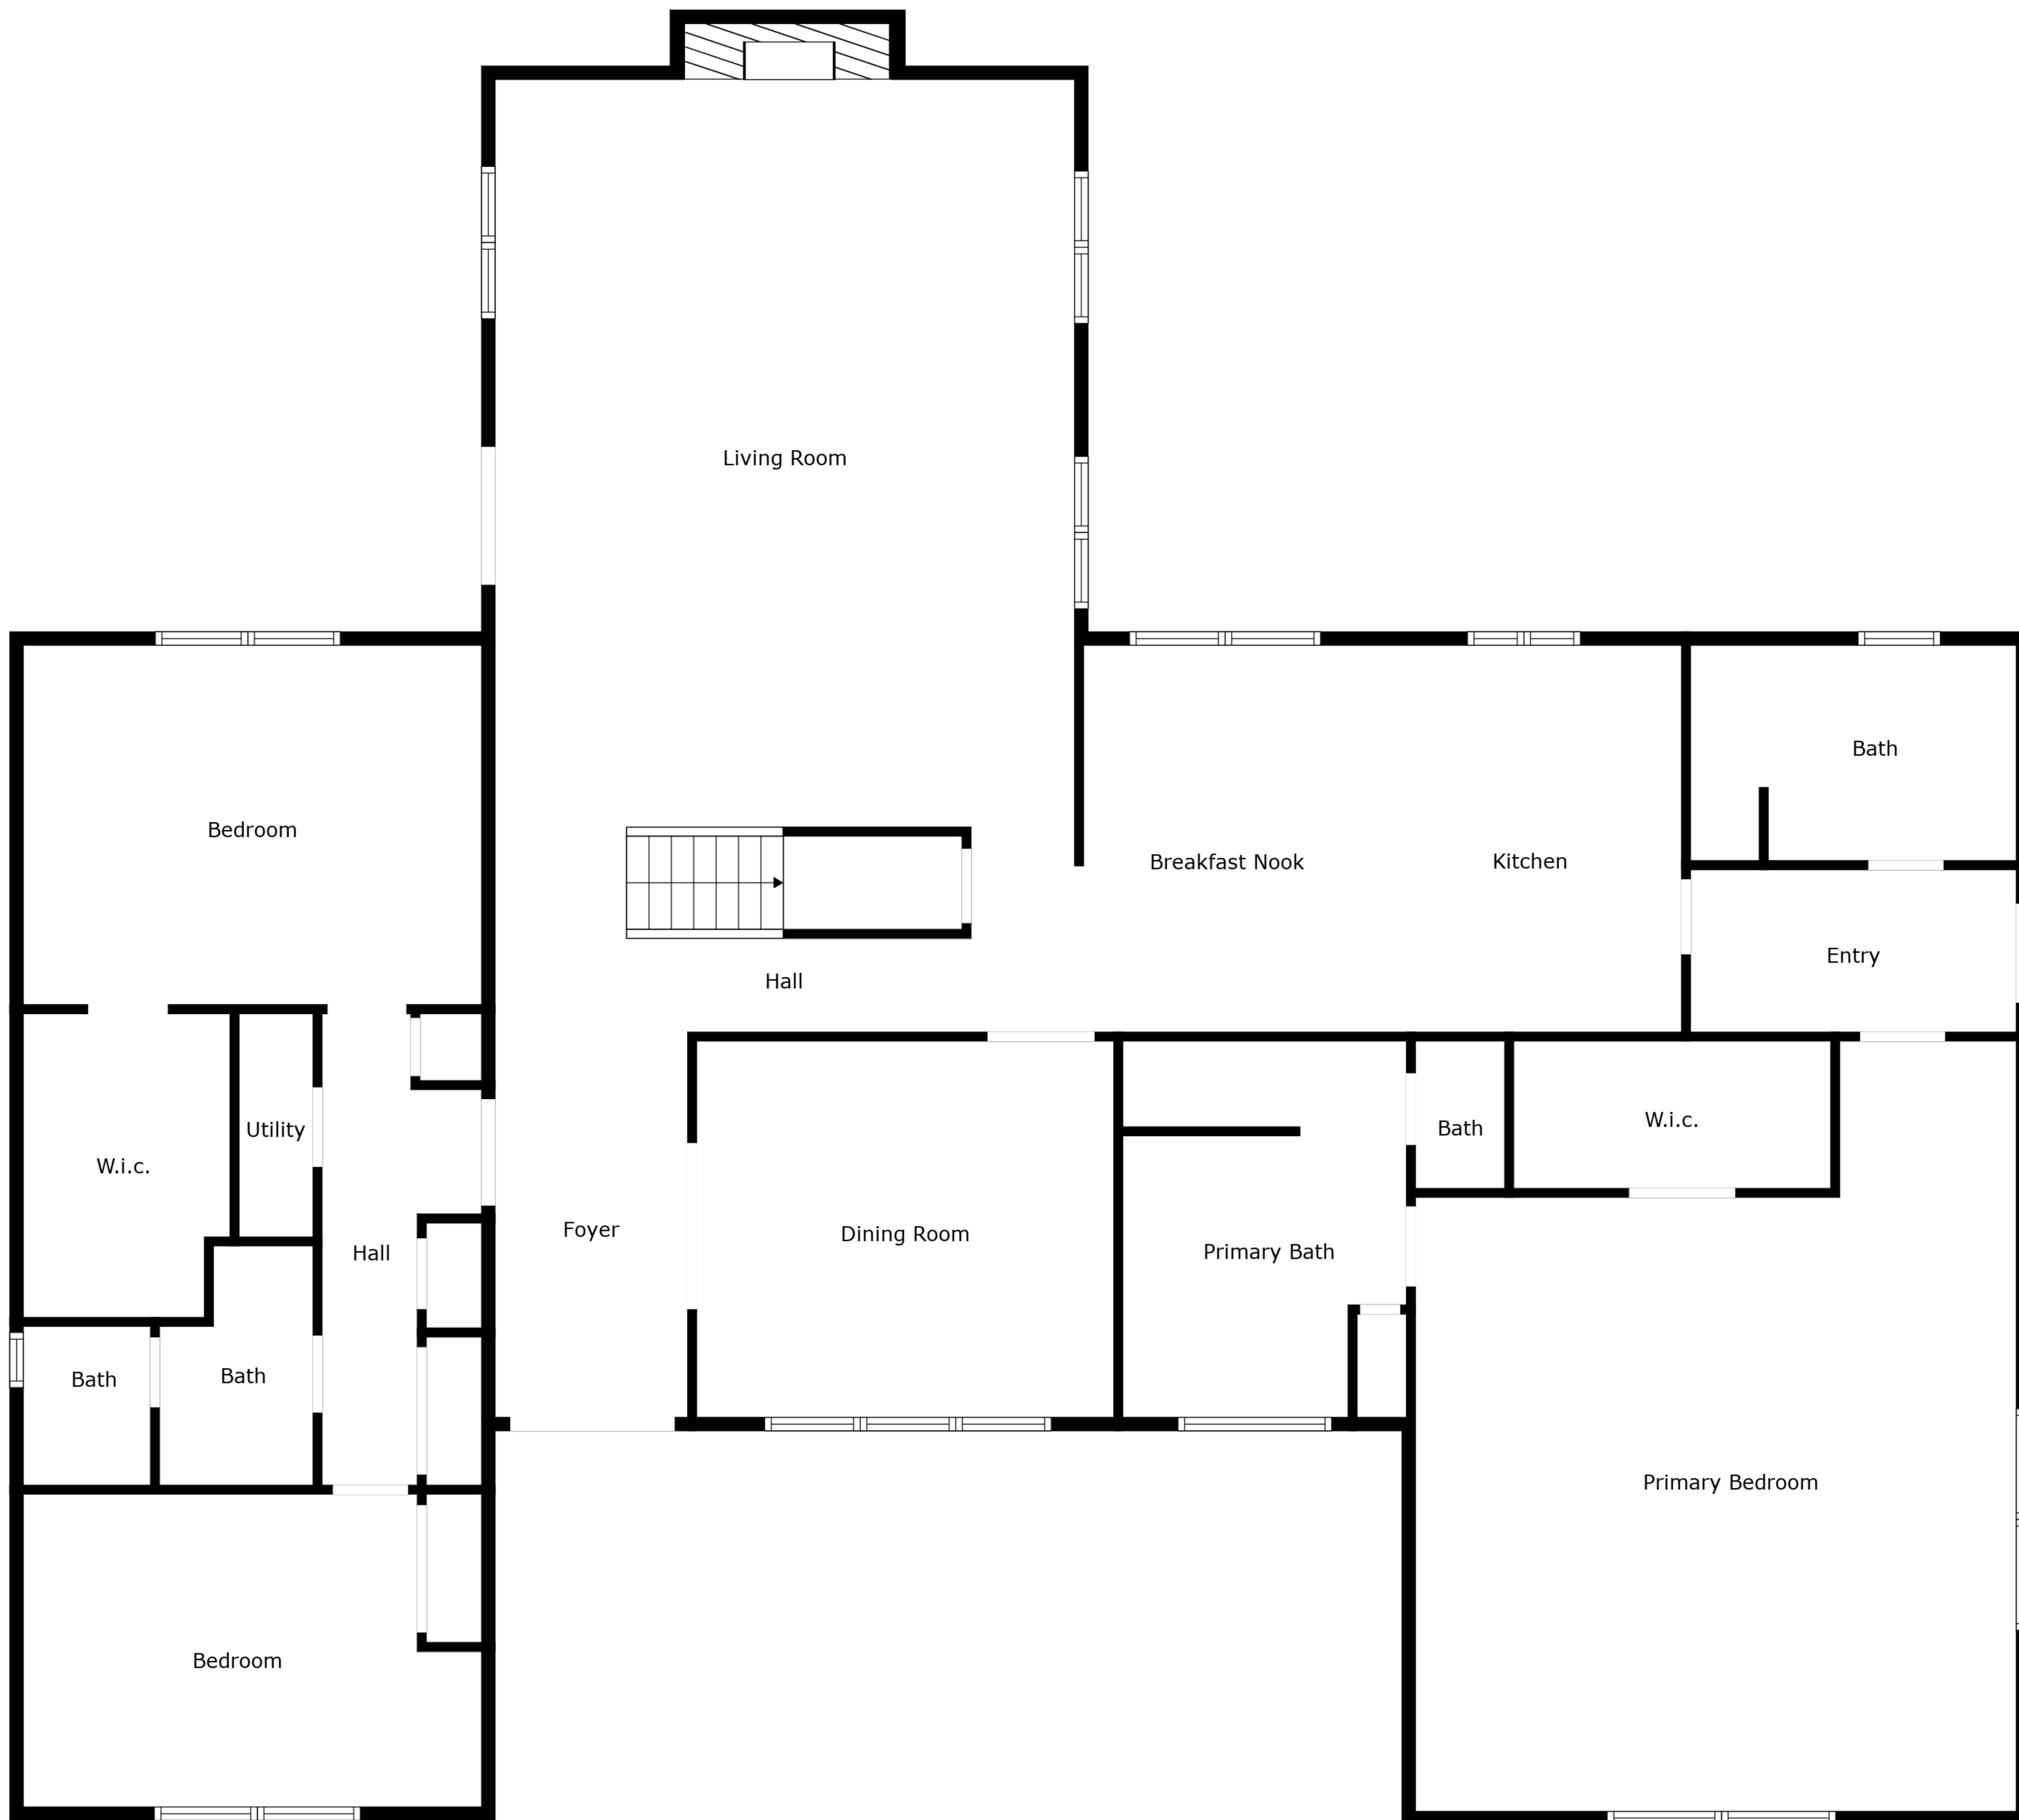 Living Room
Bath
Bedroom
Breakfast Nook
Kitchen
Entry
Hall
W.i.c.
Bath
Utility
W.i.c.
Foyer
Dining Room
Hall
Primary Bath
Bath
Bath
Primary Bedroom
Bedroom